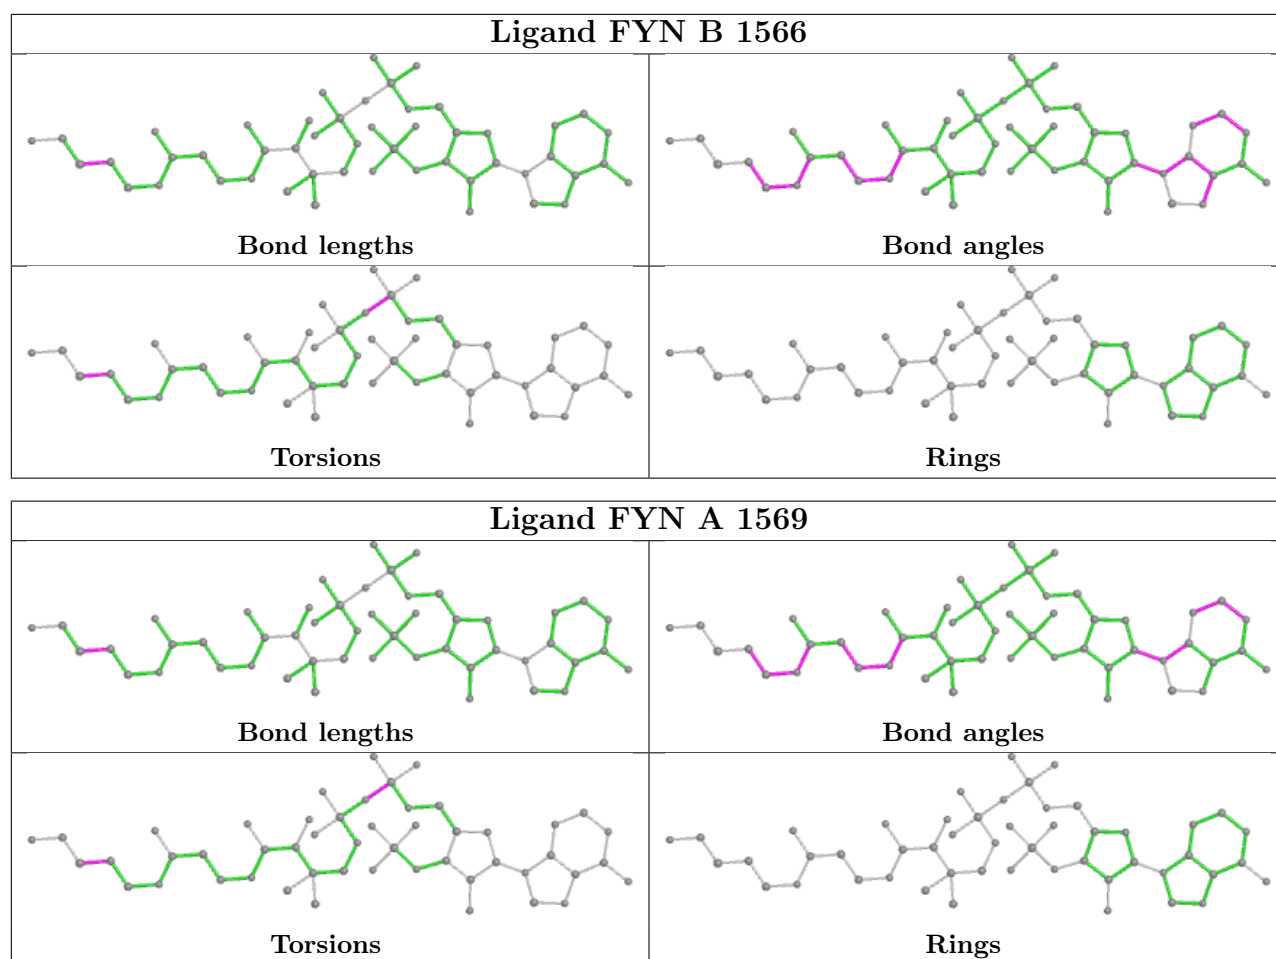 Ligand FYN B 1566
Bond lengths
Bond angles
Torsions
Rings
Ligand FYN A 1569
Bond lengths
Bond angles
Torsions
Rings